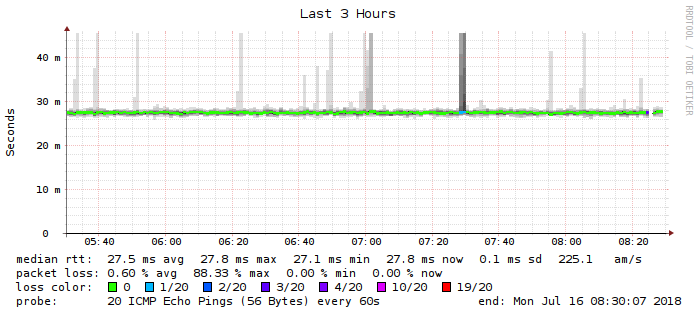 Last 3 Hours
RRDTOOL / TOBI OETIKER
Seconds
40 m
30 m
20 m
10 m
0
05:40 06:00 06:20 06:40 07:00 07:20 07:40 08:00 08:20
median rtt: 27.5 ms avg 27.8 ms max 27.1 ms min 27.8 ms now 0.1 ms sd 225.1 am/s
packet loss: 0.60 % avg 88.33 % max 0.00 % min 0.00 % now
loss color: 0 1/20 2/20 3/20 4/20 10/20 19/20
probe: 20 ICMP Echo Pings (56 Bytes) every 60s end: Mon Jul 16 08:30:07 2018